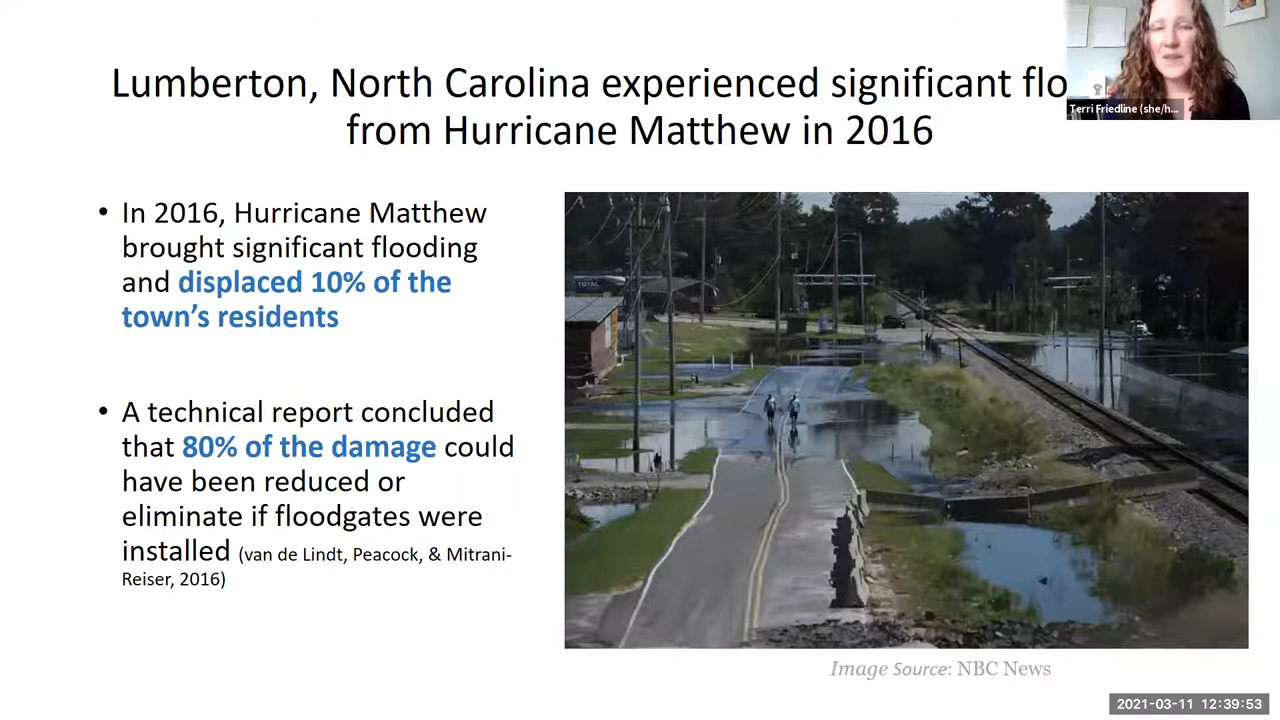 Lumberton, North Carolina experienced significant flo
from Hurricane Matthew in 2016
Terri Friedline (she/h...
• In 2016, Hurricane Matthew
brought significant flooding
and displaced 10% of the
town's residents
• A technical report concluded
that 80% of the damage could
have been reduced or
eliminate if floodgates were
installed (van de Lindt, Peacock, & Mitrani-
Reiser, 2016)
TOTAL
Image Source: NBC News
2021-03-11 12:39:53